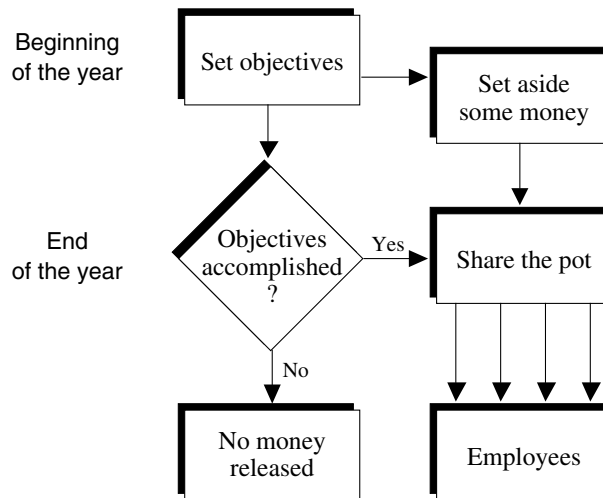 Beginning
of the year
Set objectives
Set aside
some money
End
of the year
Objectives
accomplished
?
Yes
Share the pot
No
No money
released
Employees